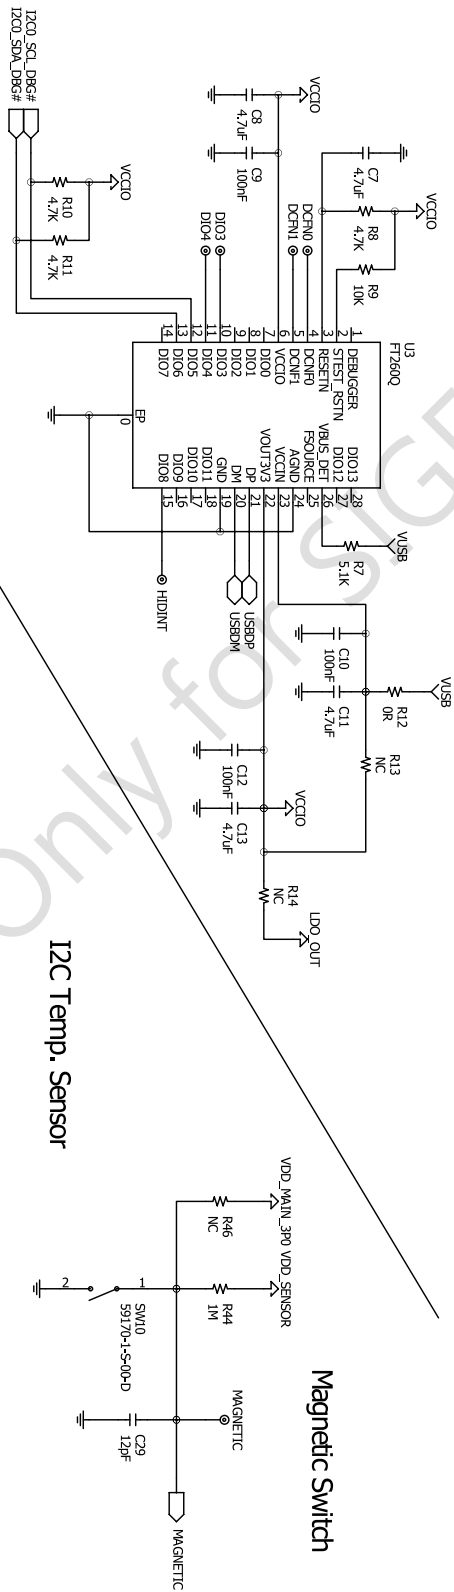 I2C0_SCL_DBG#
I2C0_SDA_DBG#
VCCIO
R10
4.7K
R11
4.7K
VCCIO
C8
4.7uF
C9
100nF
DIO3
DIO4
DCFN0
DCFN1
C7
4.7uF
VCCIO
R8
4.7K
R9
10K
U3
FT260Q
1
DEBUGGER
2
STEST_RSTN
3
RESETN
4
DCNF0
5
DCNF1
6
VCCIO
7
DIO0
8
DIO1
9
DIO2
10
DIO3
11
DIO4
12
DIO5
13
DIO6
14
DIO7
EP
0
DIO13
28
DIO12
27
VBUS_DET
26
FSOURCE
25
AGND
24
VCCIN
23
VOUT3V3
22
DP
21
DM
20
GND
19
DIO11
18
DIO10
17
DIO9
16
DIO8
15
VUSB
R7
5.1K
USBDP
USBDM
HIDINT
VUSB
R12
0R
C10
100nF
C11
4.7uF
R13
NC
C12
100nF
C13
4.7uF
VCCIO
R14
NC
LDO_OUT
Only for SIG
I2C Temp. Sensor
Magnetic Switch
VDD_MAIN_3P0
VDD_SENSOR
R46
NC
R44
1M
SW10
59170-1-S-00-D
1
2
C29
12pF
MAGNETIC
MAGNETIC